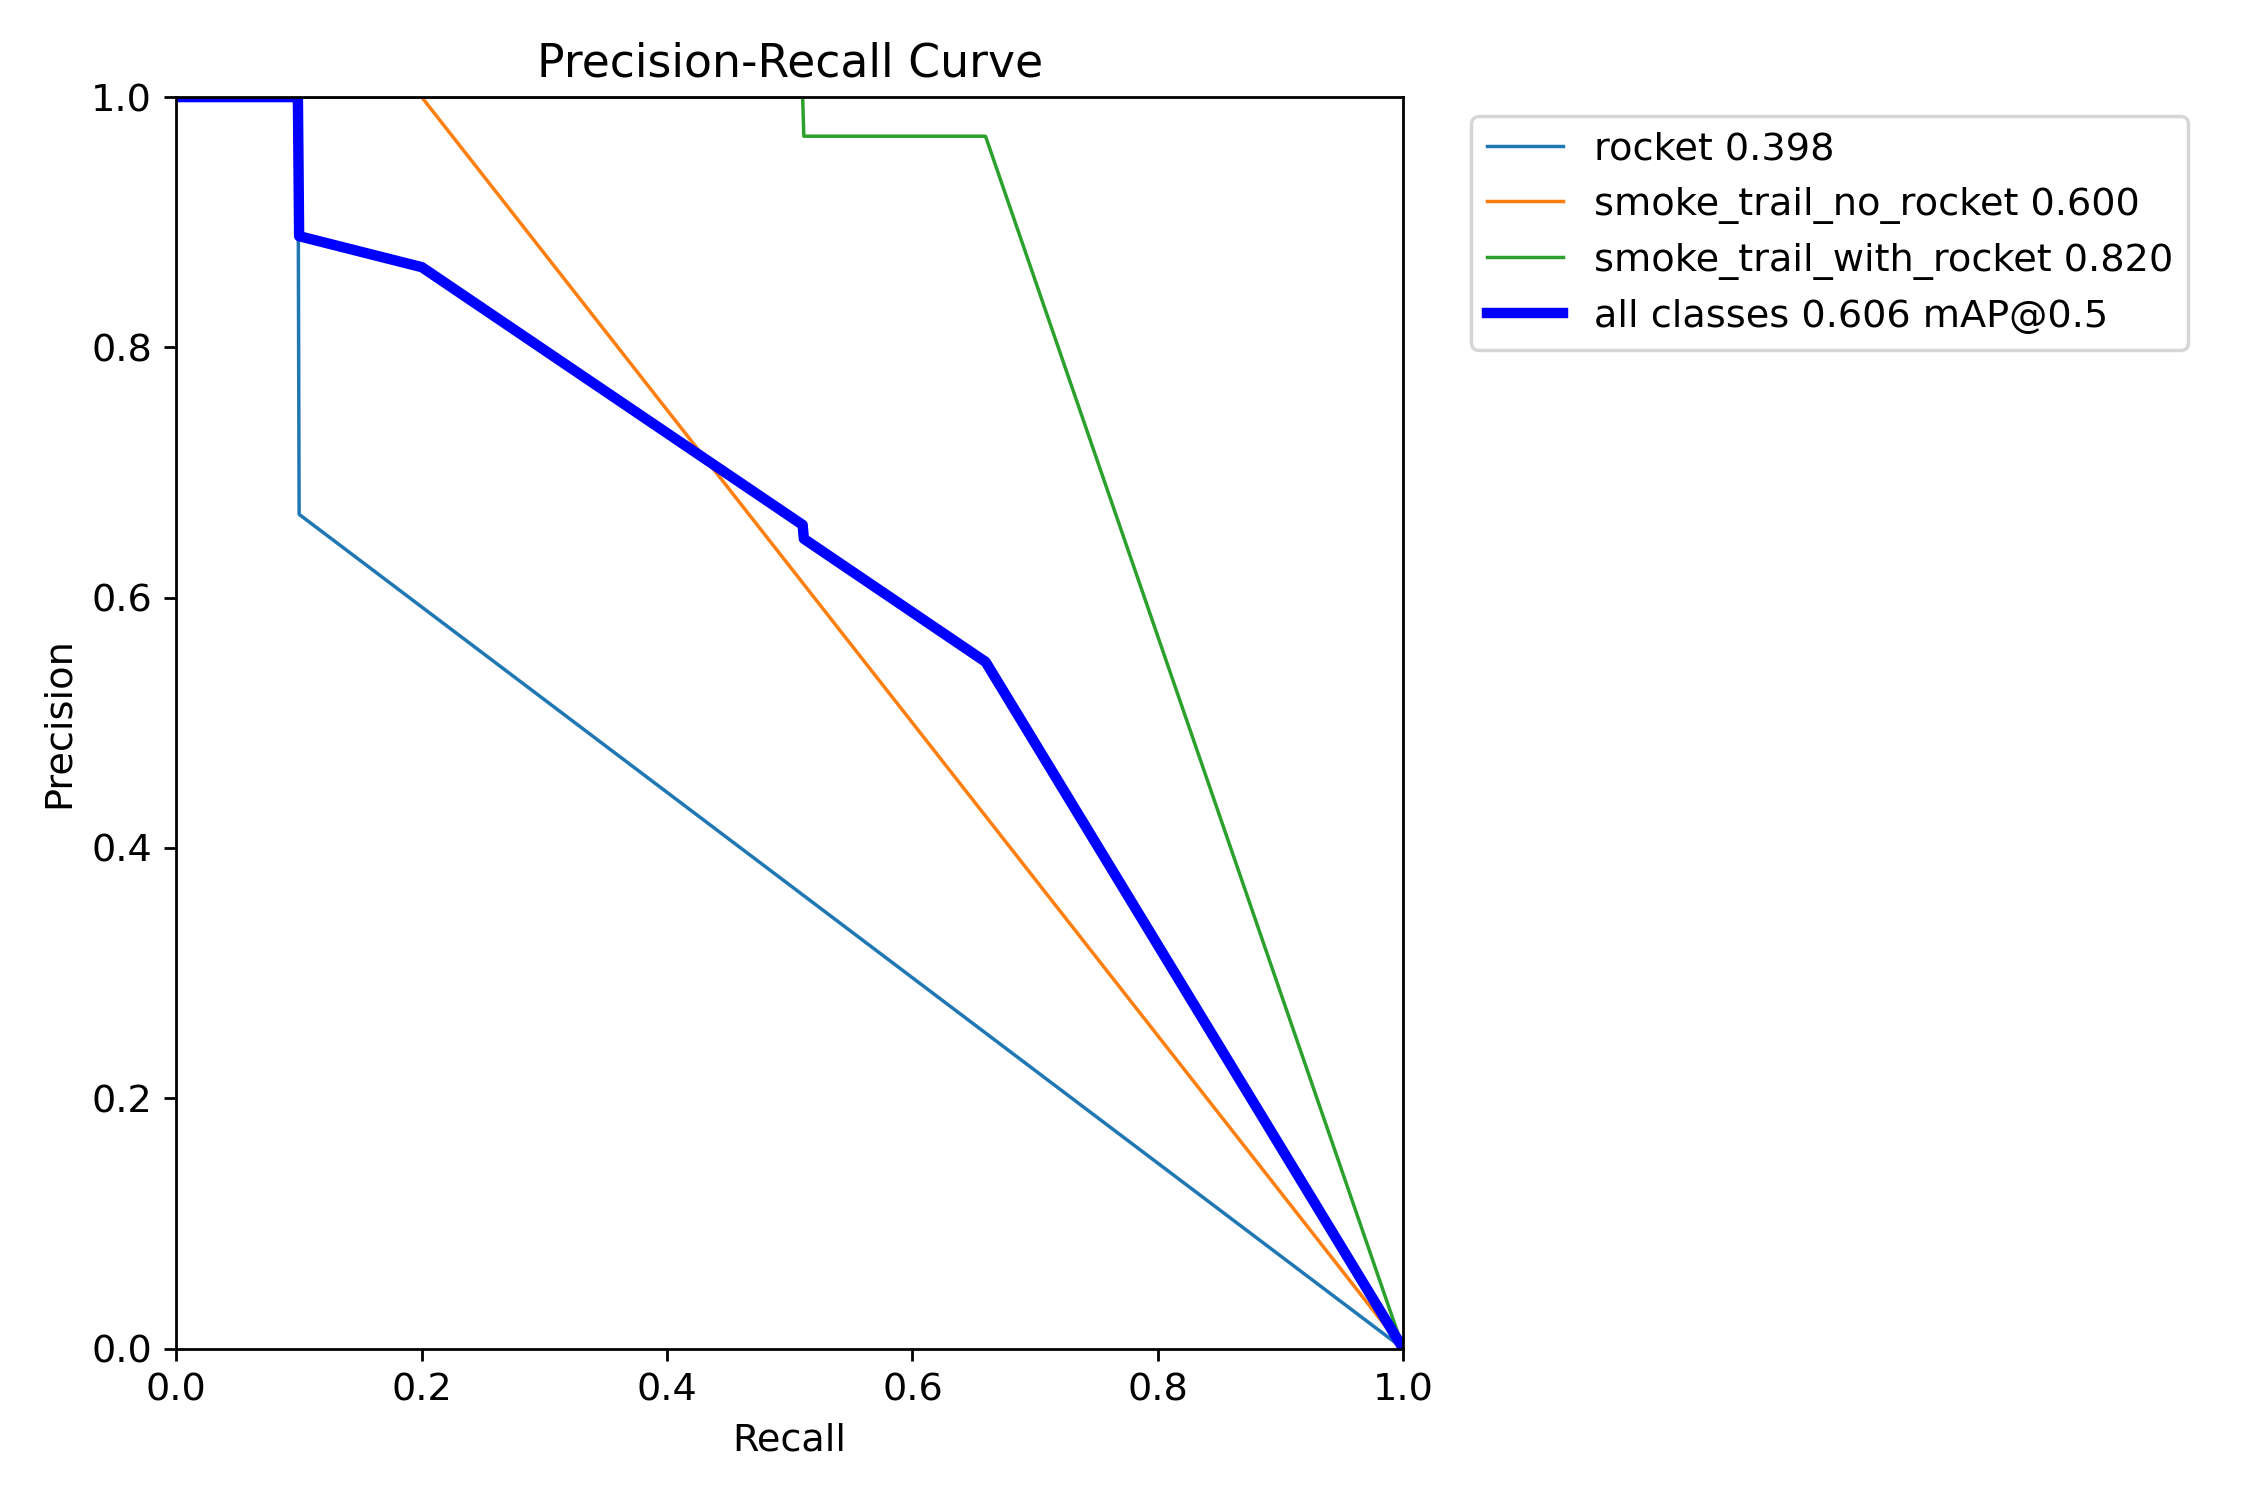 Precision-Recall Curve
1.0
0.8
0.6
0.4
0.2
0.0
Precision
0.0 0.2 0.4 0.6 0.8 1.0
Recall
rocket 0.398
smoke_trail_no_rocket 0.600
smoke_trail_with_rocket 0.820
all classes 0.606 mAP@0.5